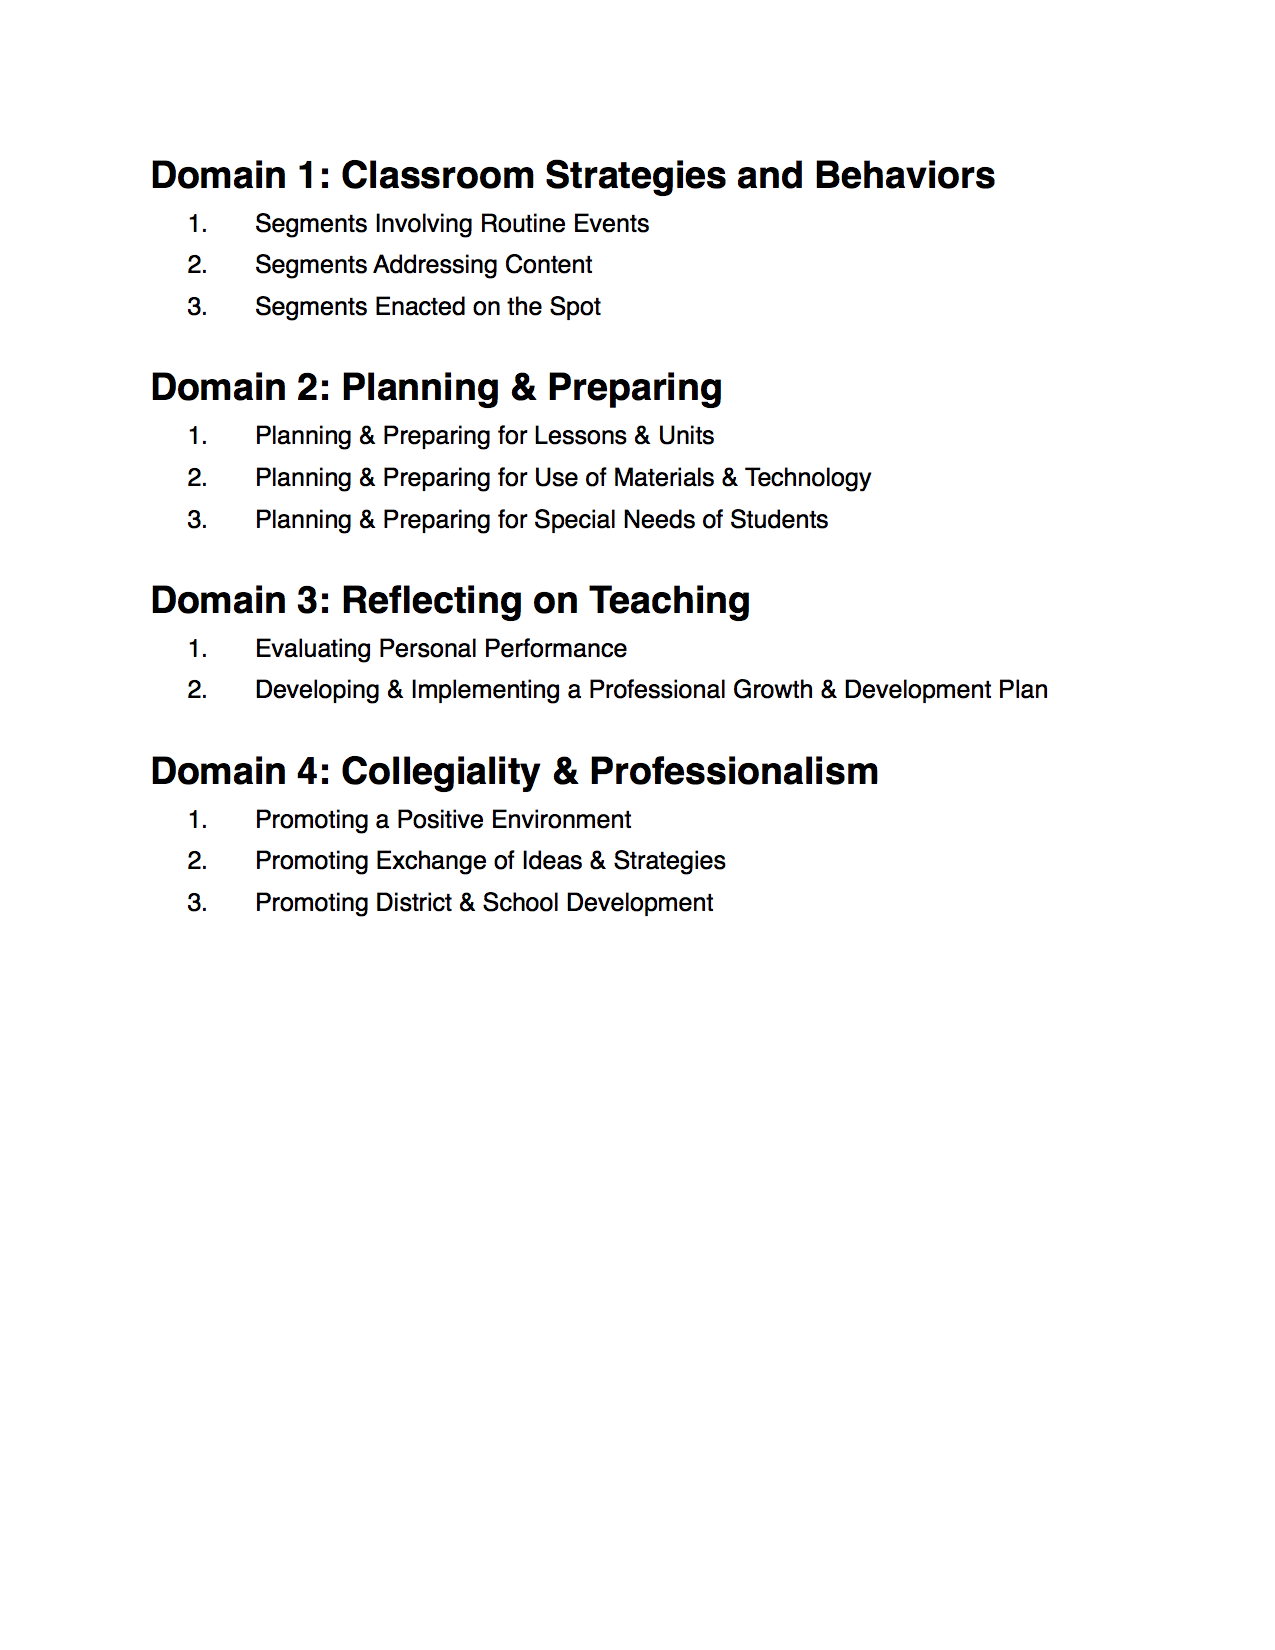 Domain 1: Classroom Strategies and Behaviors
1. Segments Involving Routine Events
2. Segments Addressing Content
3. Segments Enacted on the Spot
Domain 2: Planning & Preparing
1. Planning & Preparing for Lessons & Units
2. Planning & Preparing for Use of Materials & Technology
3. Planning & Preparing for Special Needs of Students
Domain 3: Reflecting on Teaching
1. Evaluating Personal Performance
2. Developing & Implementing a Professional Growth & Development Plan
Domain 4: Collegiality & Professionalism
1. Promoting a Positive Environment
2. Promoting Exchange of Ideas & Strategies
3. Promoting District & School Development